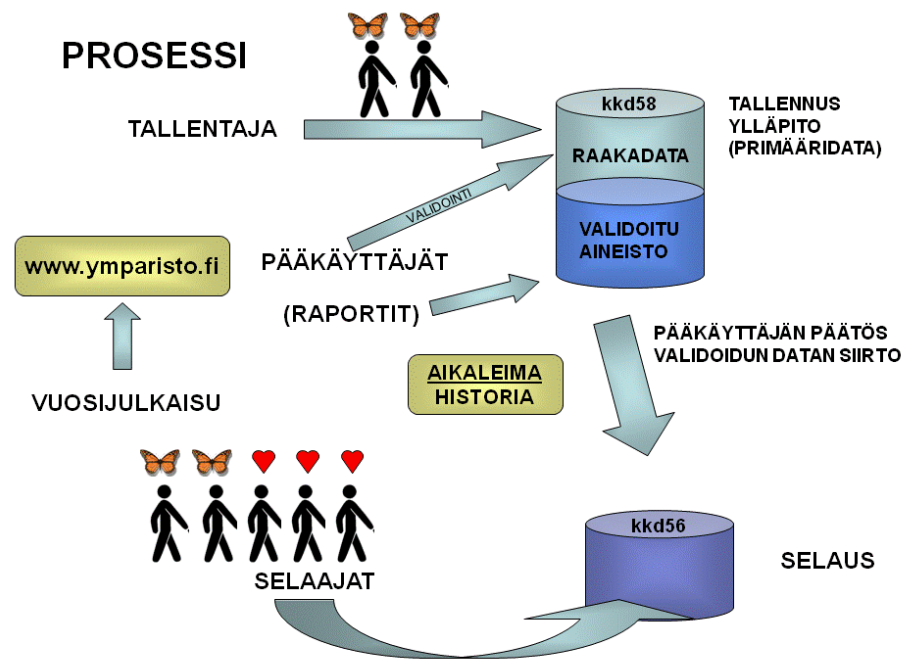 PROSESSI
TALLENTAJA
kkd58
RAAKADATA
VALIDOITU
AINEISTO
TALLENNUS
YLLÄPITO
(PRIMÄÄRIDATA)
VALIDOINTI
PÄÄKÄYTTÄJÄT
(RAPORTIT)
www.ymparisto.fi
VUOSIJULKAISU
AIKALEIMA
HISTORIA
PÄÄKÄYTTÄJÄN PÄÄTÖS
VALIDOIDUN DATAN SIIRTO
SELAAJAT
kkd56
SELAUS